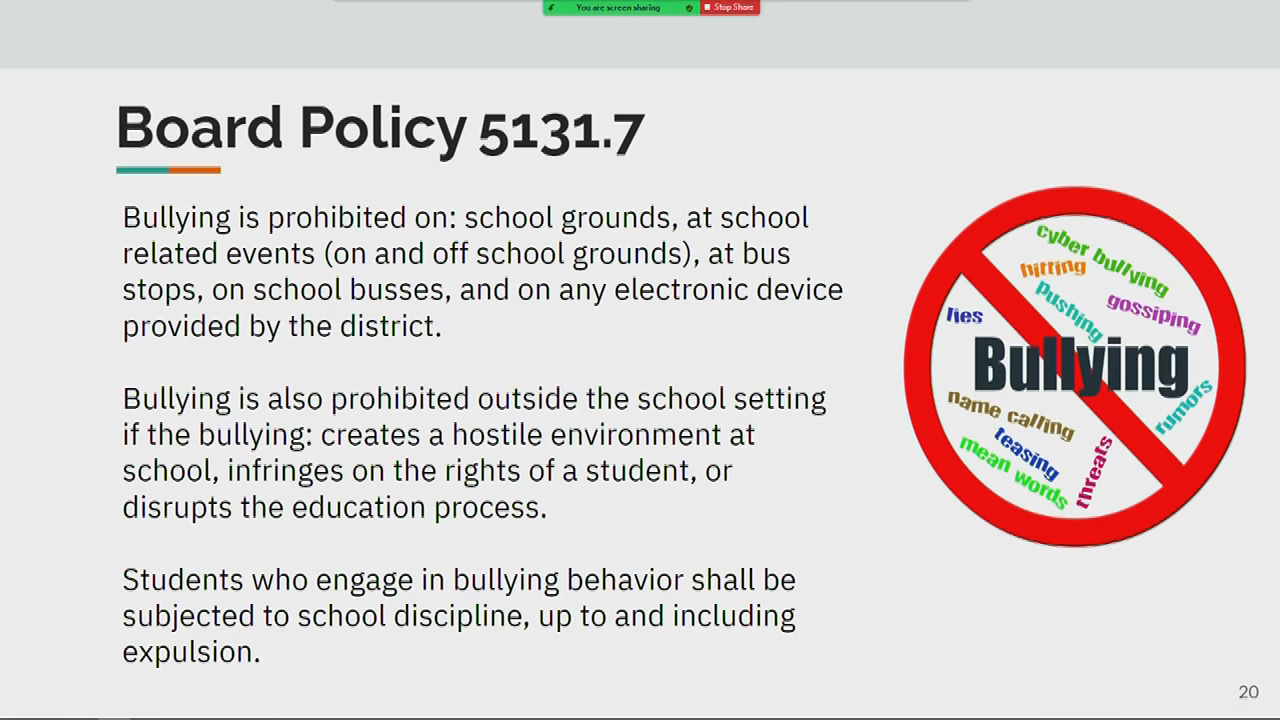 You are screen sharing
Stop Share
Board Policy 5131.7
Bullying is prohibited on: school grounds, at school
related events (on and off school grounds), at bus
stops, on school busses, and on any electronic device
provided by the district.
Bullying is also prohibited outside the school setting
if the bullying: creates a hostile environment at
school, infringes on the rights of a student, or
disrupts the education process.
Students who engage in bullying behavior shall be
subjected to school discipline, up to and including
expulsion.
cyber bullying
hitting
pushing
gossiping
lies
Bullying
rumors
name calling
teasing
mean words
threats
20